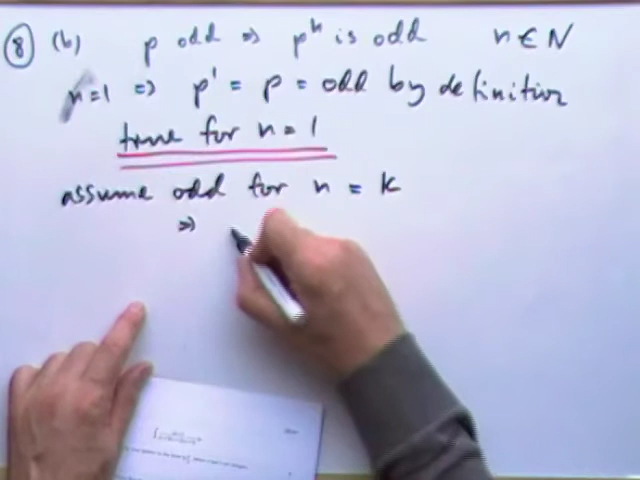 8 (b) p odd ⇒ pⁿ is odd n ∈ N
n=1 ⇒ p¹ = p = odd by definition
true for n = 1
assume odd for n = k
⇒